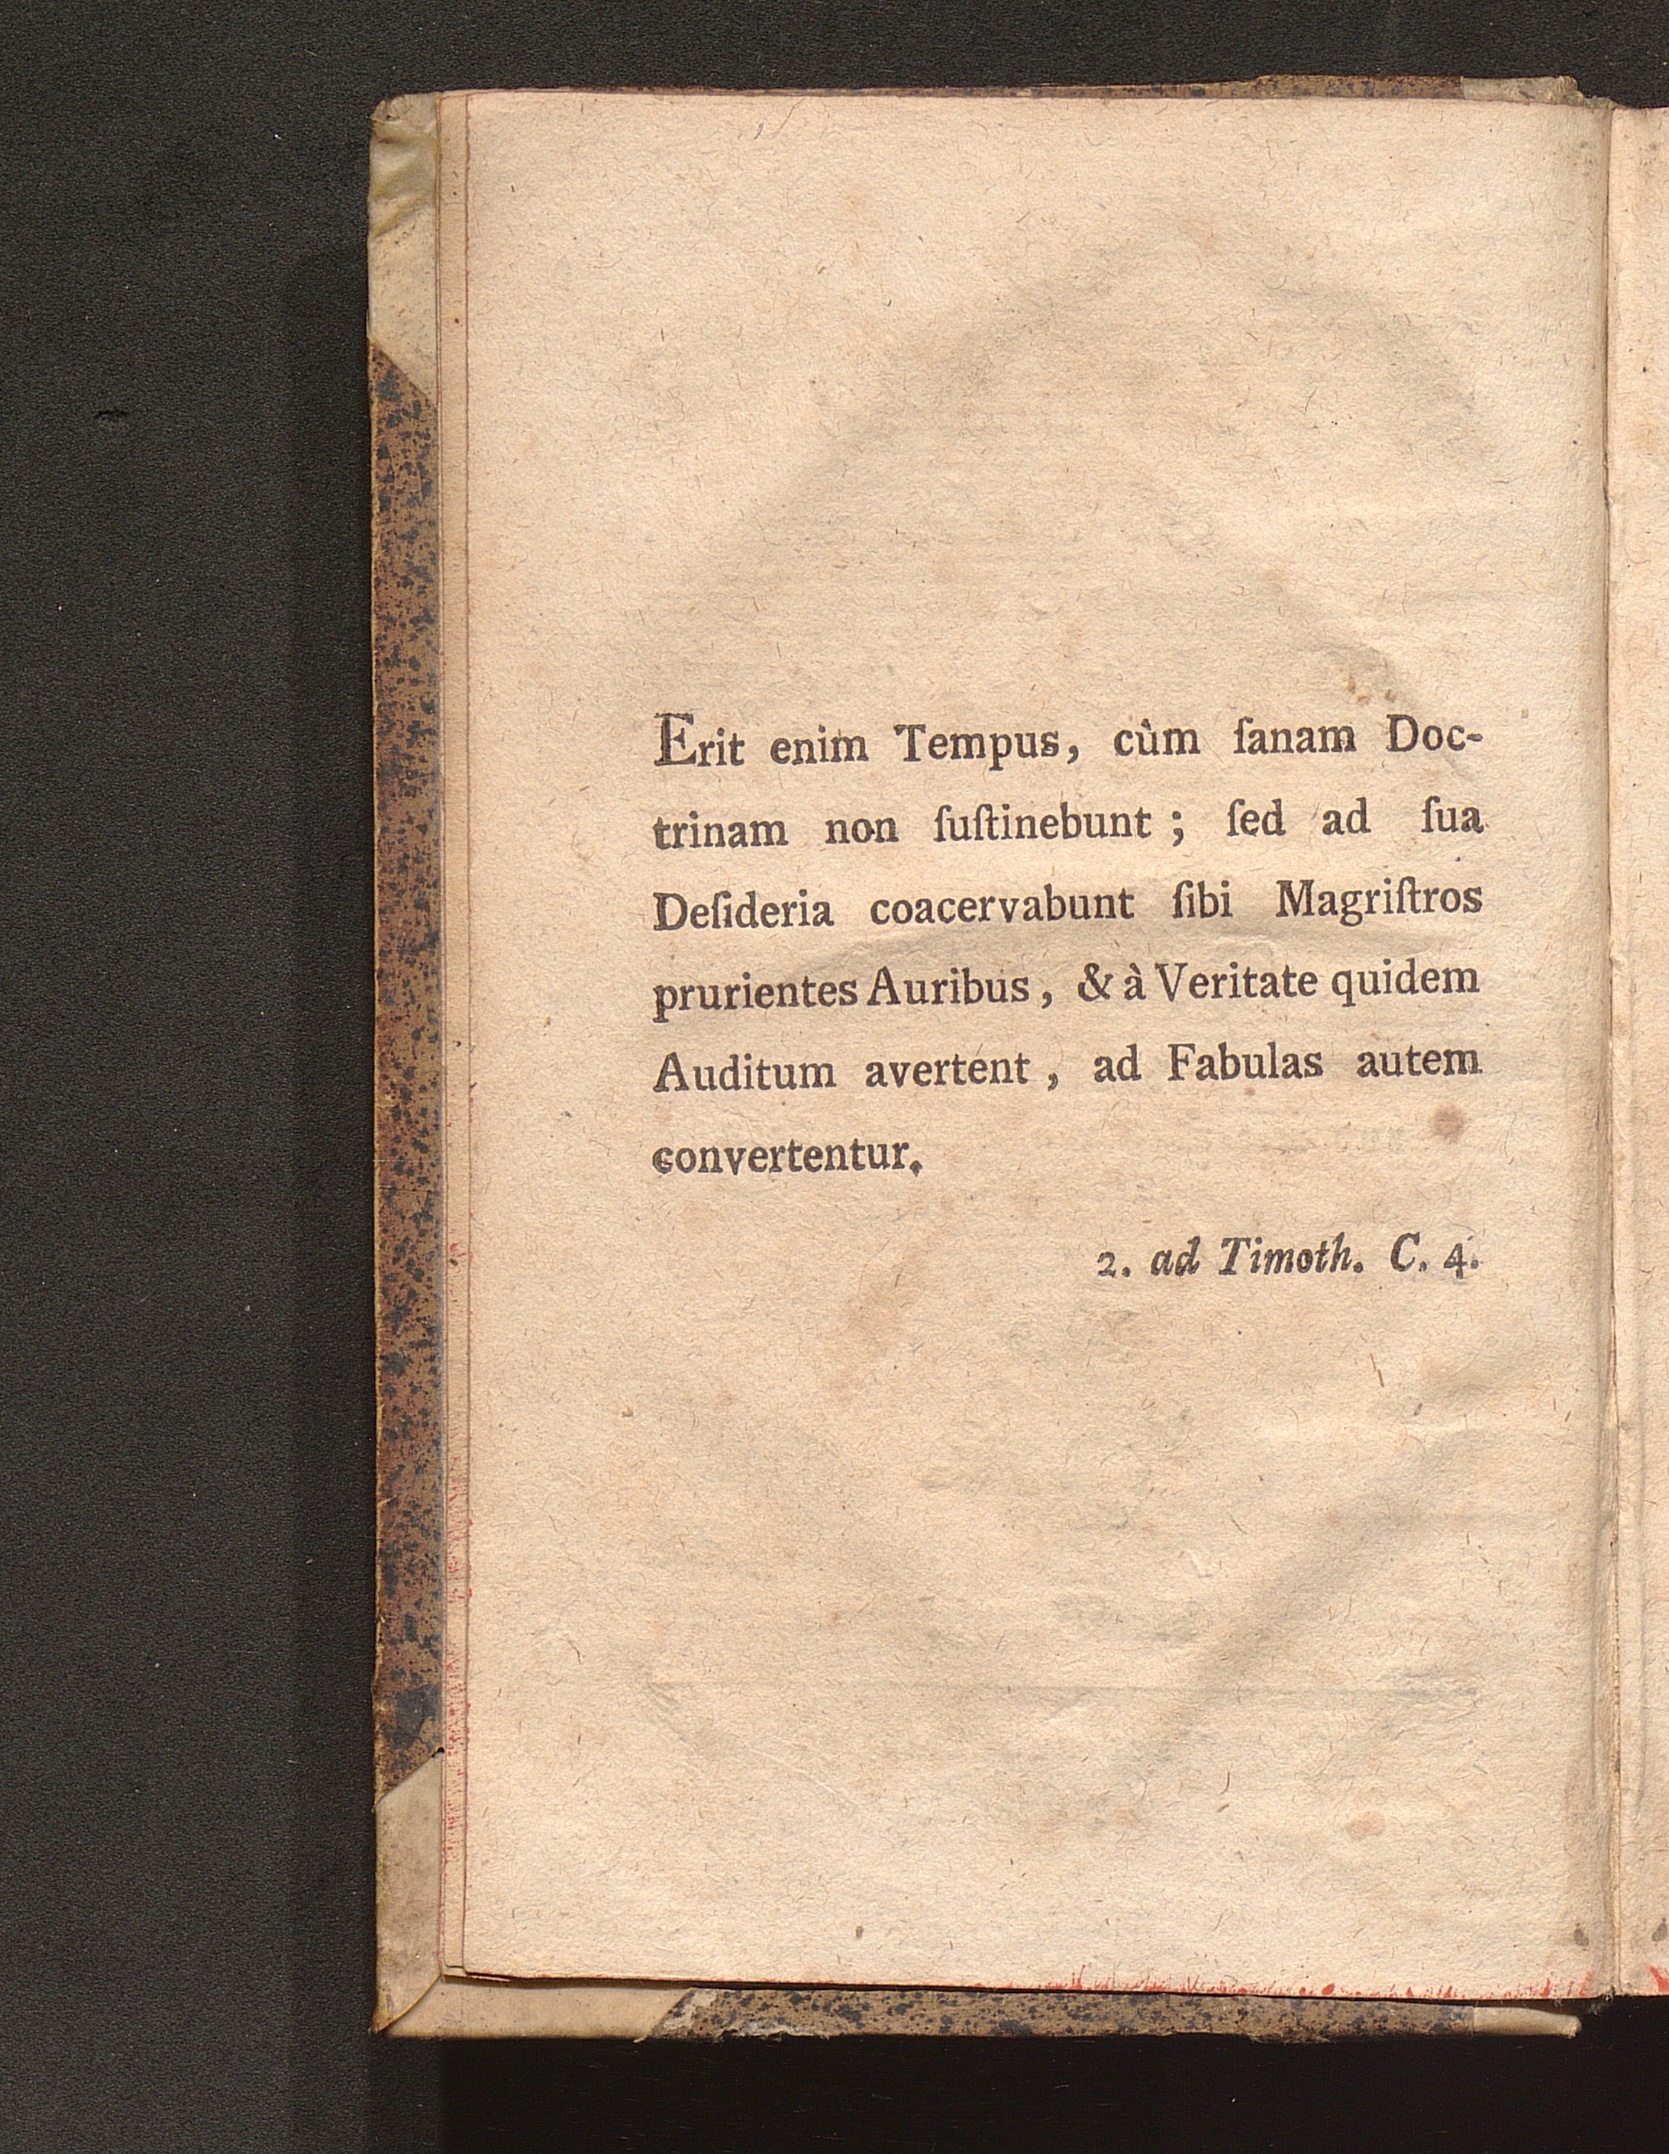 Erit enim Tempus, cùm ſanam Doc-
trinam non ſuſtinebunt ; ſed ad ſua
Deſideria coacervabunt ſibi Magriſtros
prurientes Auribus , & à Veritate quidem
Auditum avertent , ad Fabulas autem
convertentur.
2. ad Timoth. C. 4.